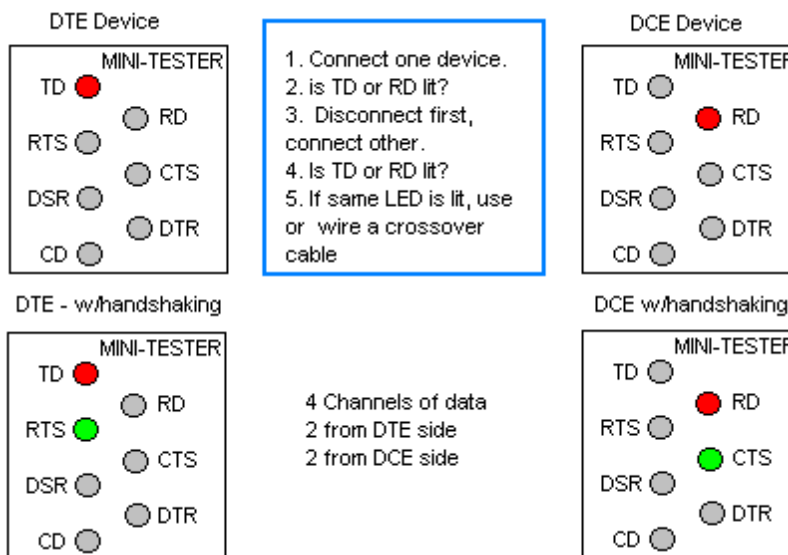 DTE Device
MINI-TESTER
TD
RD
RTS
CTS
DSR
DTR
CD
1. Connect one device.
2. is TD or RD lit?
3. Disconnect first,
connect other.
4. Is TD or RD lit?
5. If same LED is lit, use
or wire a crossover
cable
DCE Device
MINI-TESTER
TD
RD
RTS
CTS
DSR
DTR
CD
DTE - w/handshaking
MINI-TESTER
TD
RD
RTS
CTS
DSR
DTR
CD
4 Channels of data
2 from DTE side
2 from DCE side
DCE w/handshaking
MINI-TESTER
TD
RD
RTS
CTS
DSR
DTR
CD